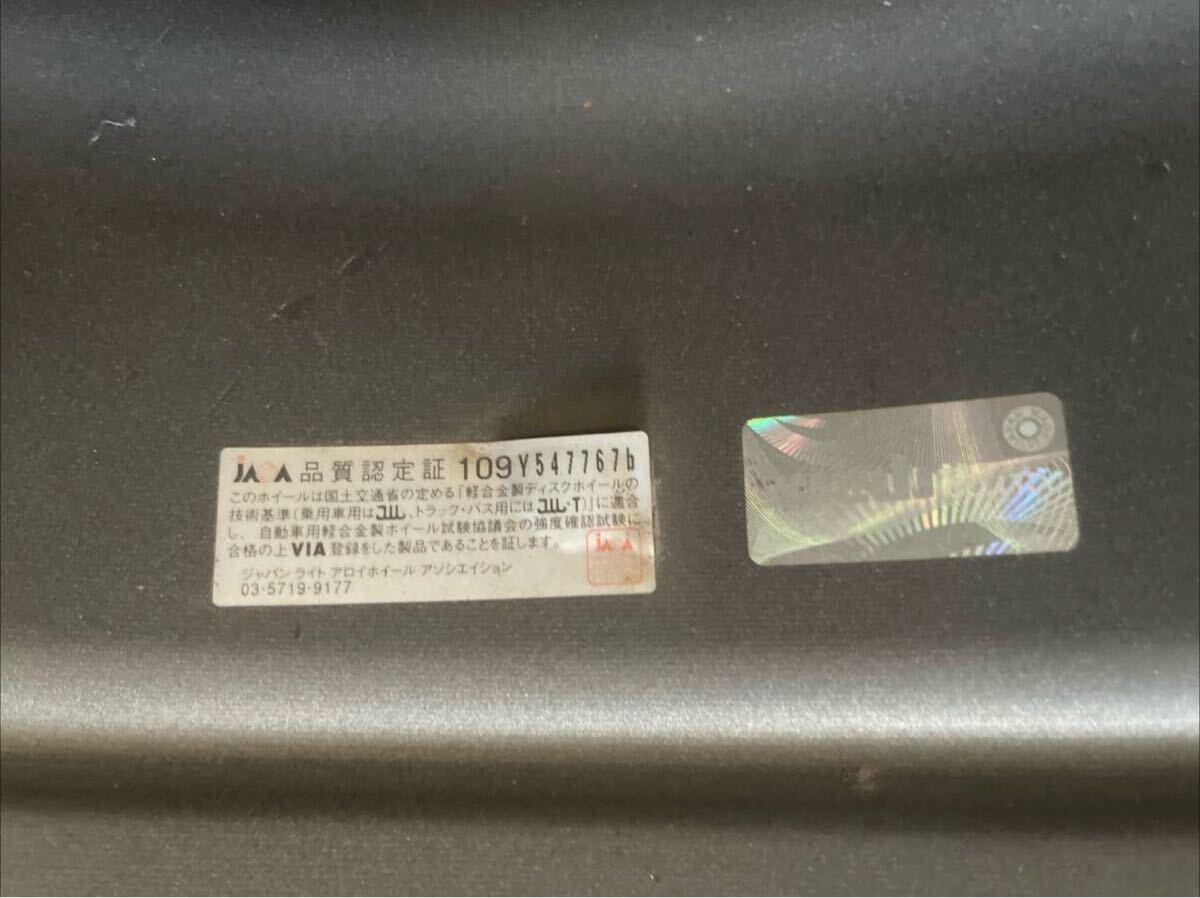 JAWA 品質認定証 109Y547767b
このホイールは国土交通省の定める「軽合金製ディスクホイールの
技術基準(乗用車用はJWL、トラック・バス用にはJWL-T)」に適合
し、自動車用軽合金製ホイール試験協議会の強度確認試験に
合格の上VIA登録をした製品であることを証します。
JAWA
ジャパン ライト アロイホイール アソシエイション
03-5719-9177